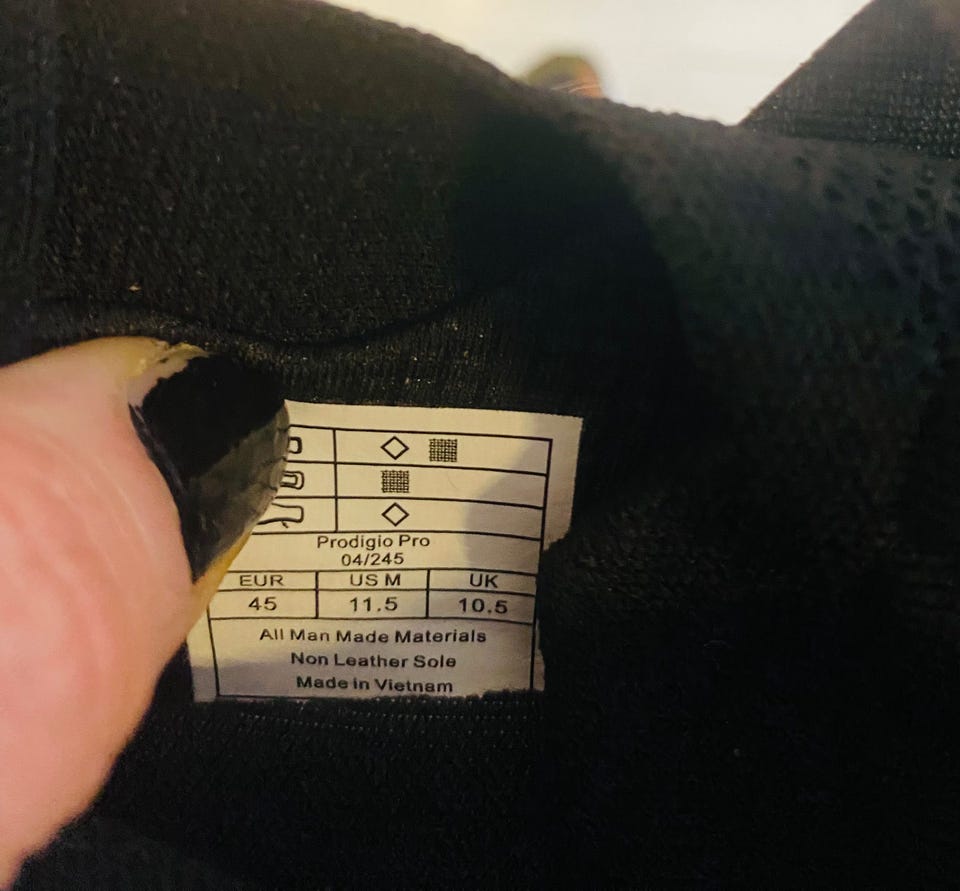 Prodigio Pro
04/245
EUR US M UK
45 11.5 10.5
All Man Made Materials
Non Leather Sole
Made in Vietnam